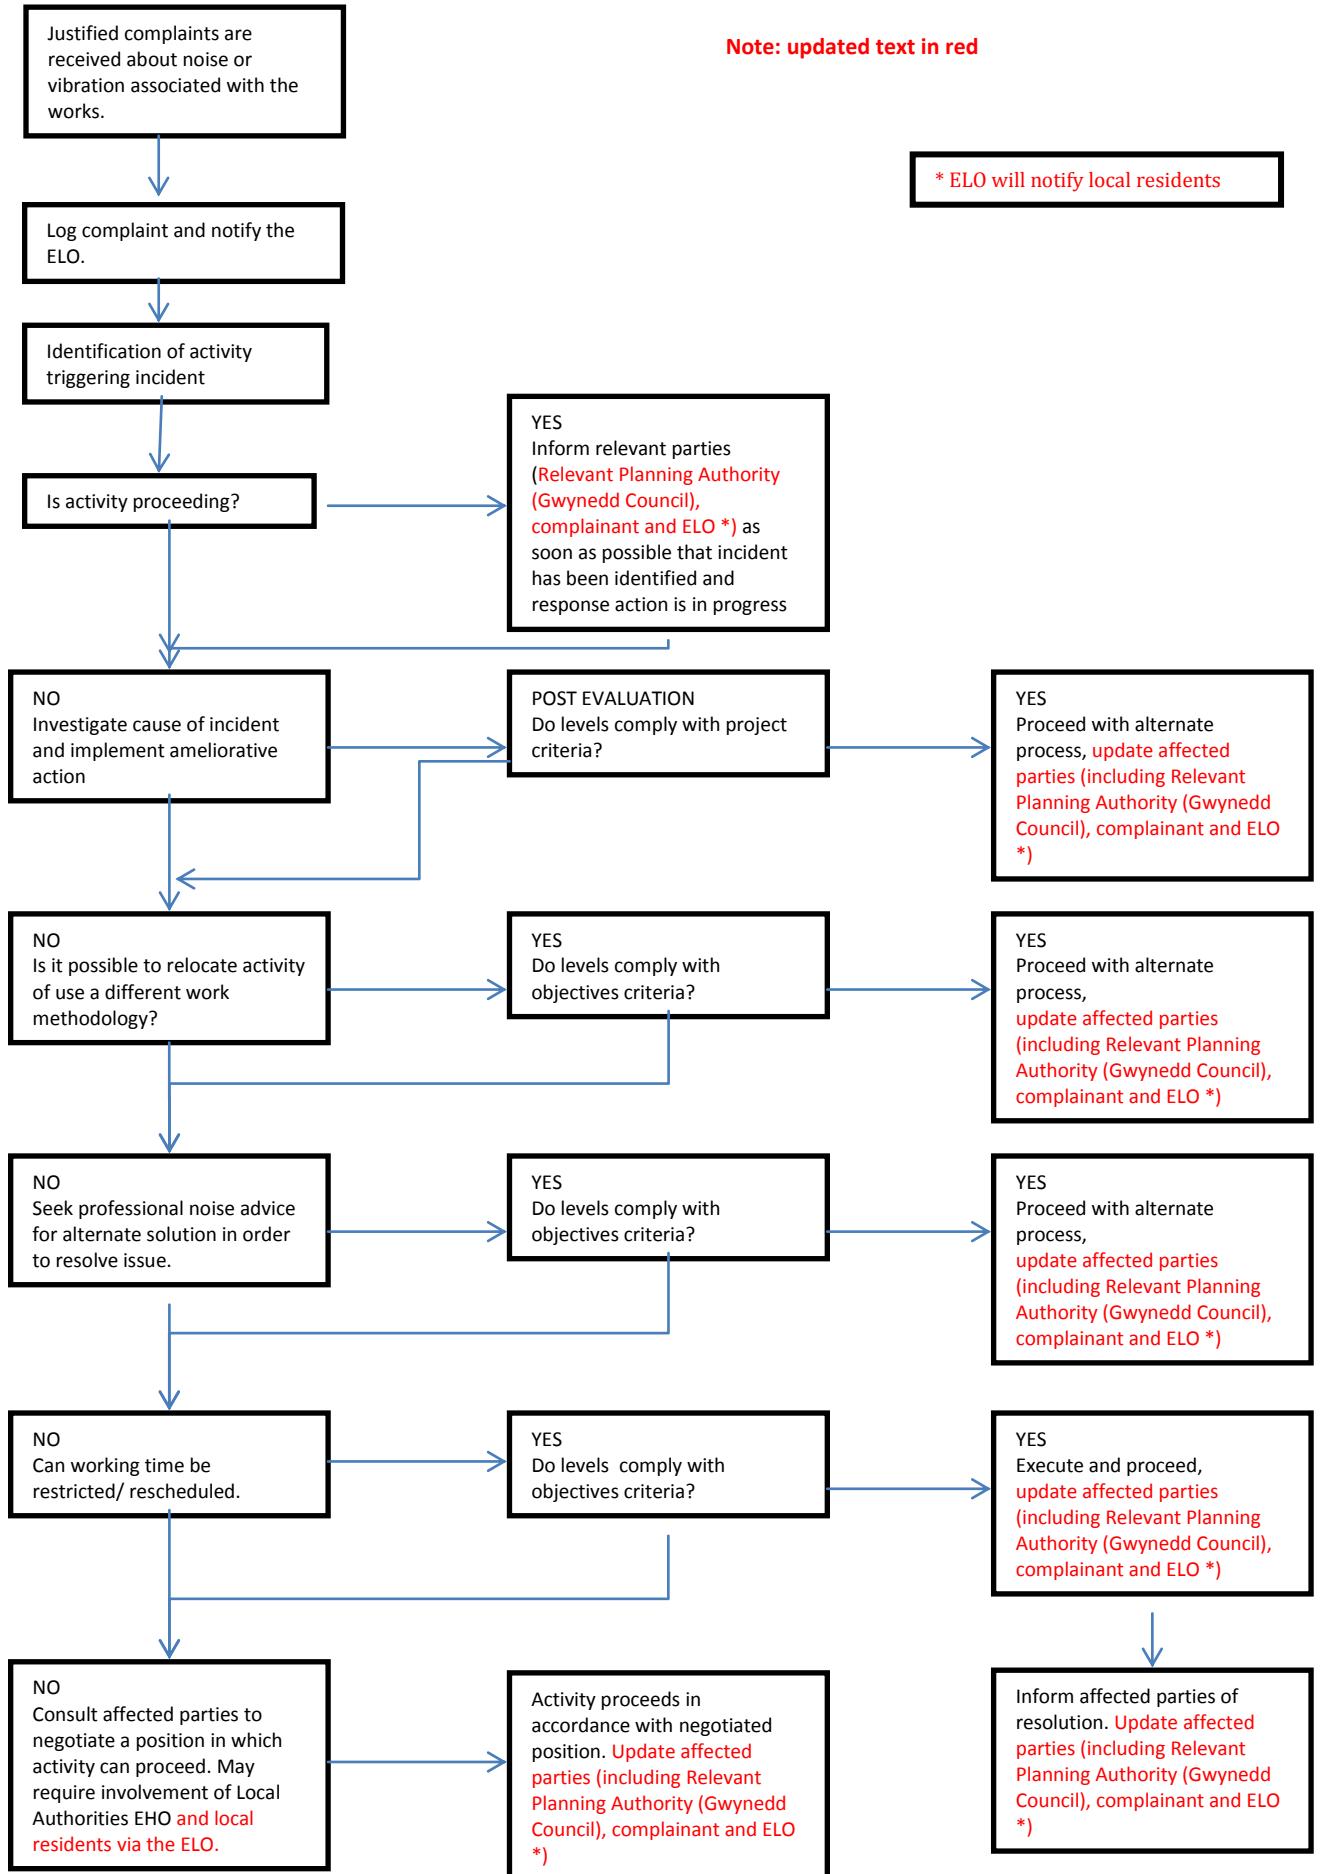 Justified complaints are
received about noise or
vibration associated with the
works.
Note: updated text in red
* ELO will notify local residents
Log complaint and notify the
ELO.
Identification of activity
triggering incident
Is activity proceeding?
YES
Inform relevant parties
(Relevant Planning Authority
(Gwynedd Council),
complainant and ELO *) as
soon as possible that incident
has been identified and
response action is in progress
NO
Investigate cause of incident
and implement ameliorative
action
POST EVALUATION
Do levels comply with project
criteria?
YES
Proceed with alternate
process, update affected
parties (including Relevant
Planning Authority (Gwynedd
Council), complainant and ELO
*)
NO
Is it possible to relocate activity
of use a different work
methodology?
YES
Do levels comply with
objectives criteria?
YES
Proceed with alternate
process,
update affected parties
(including Relevant Planning
Authority (Gwynedd Council),
complainant and ELO *)
NO
Seek professional noise advice
for alternate solution in order
to resolve issue.
YES
Do levels comply with
objectives criteria?
YES
Proceed with alternate
process,
update affected parties
(including Relevant Planning
Authority (Gwynedd Council),
complainant and ELO *)
NO
Can working time be
restricted/ rescheduled.
YES
Do levels  comply with
objectives criteria?
YES
Execute and proceed,
update affected parties
(including Relevant Planning
Authority (Gwynedd Council),
complainant and ELO *)
NO
Consult affected parties to
negotiate a position in which
activity can proceed. May
require involvement of Local
Authorities EHO and local
residents via the ELO.
Activity proceeds in
accordance with negotiated
position. Update affected
parties (including Relevant
Planning Authority (Gwynedd
Council), complainant and ELO
*)
Inform affected parties of
resolution. Update affected
parties (including Relevant
Planning Authority (Gwynedd
Council), complainant and ELO
*)